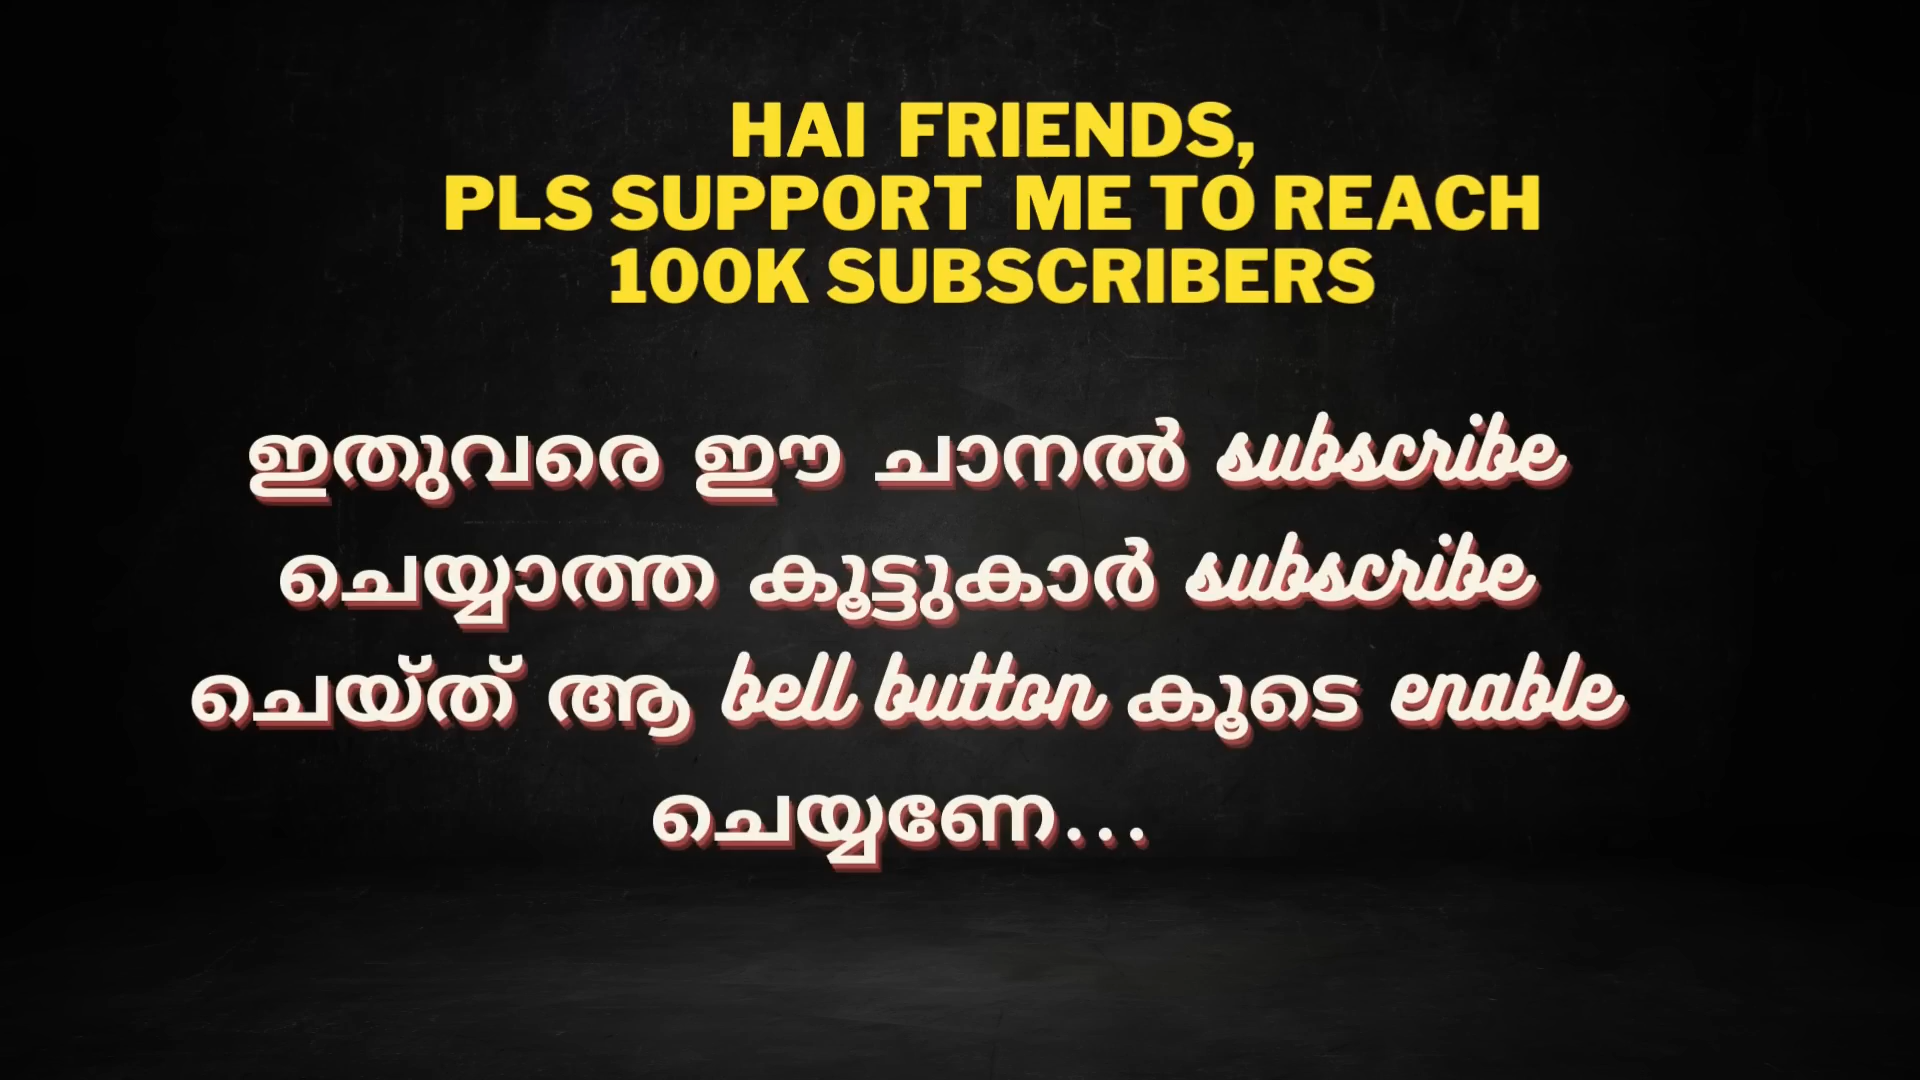 HAI FRIENDS,
PLS SUPPORT ME TO REACH
100K SUBSCRIBERS
ഇതുവരെ ഈ ചാനൽ subscribe
ചെയ്യാത്ത കൂട്ടുകാർ subscribe
ചെയ്ത് ആ bell button കൂടെ enable
ചെയ്യണേ...